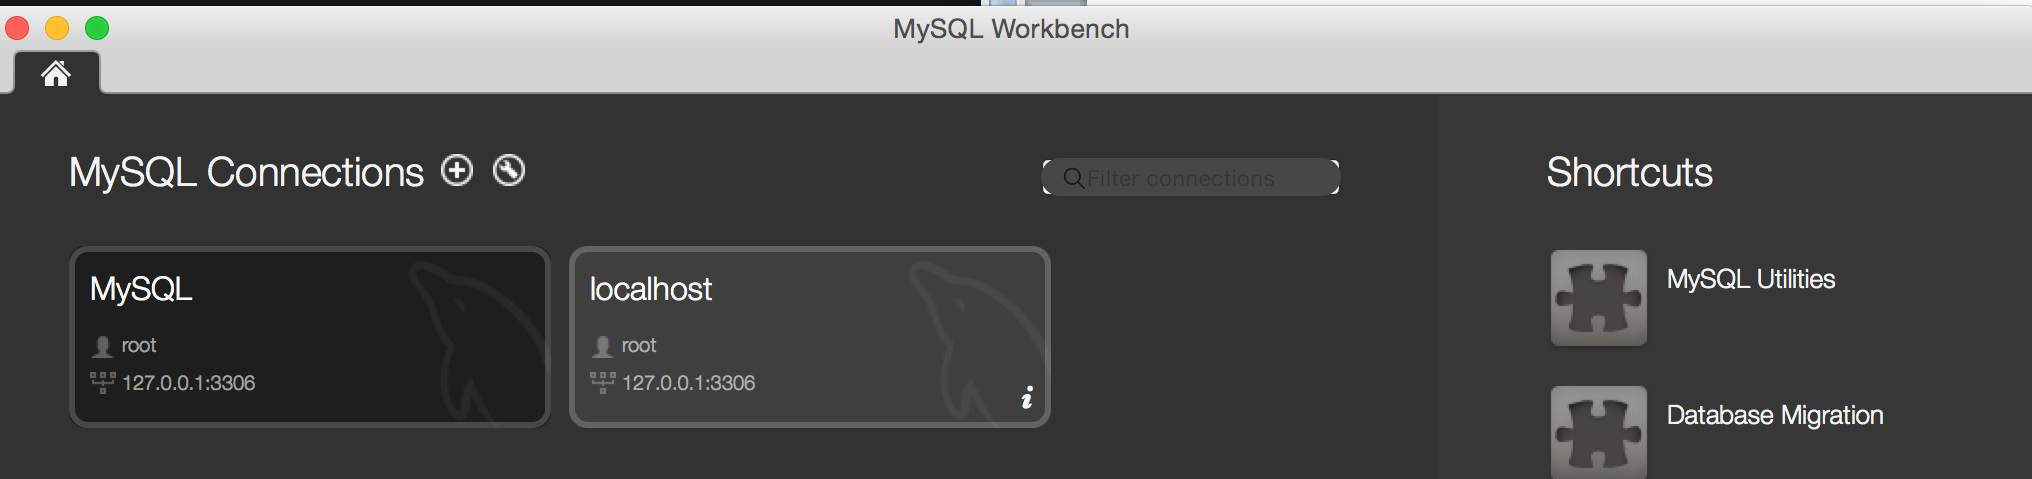 MySQL Workbench
MySQL Connections
Filter connections
Shortcuts
MySQL
root
127.0.0.1:3306
localhost
root
127.0.0.1:3306
i
MySQL Utilities
Database Migration